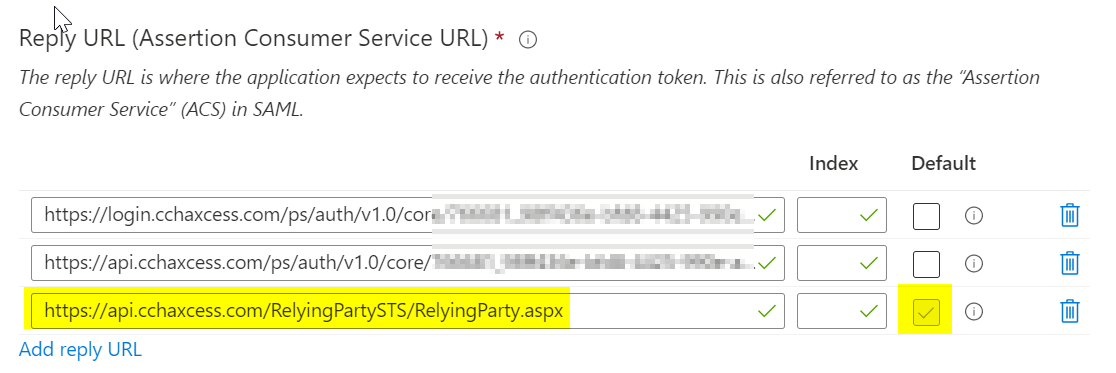 Reply URL (Assertion Consumer Service URL) *
The reply URL is where the application expects to receive the authentication token. This is also referred to as the “Assertion
Consumer Service” (ACS) in SAML.
Index Default
https://login.cchaxcess.com/ps/auth/v1.0/core
https://api.cchaxcess.com/ps/auth/v1.0/core/
https://api.cchaxcess.com/RelyingPartySTS/RelyingParty.aspx
Add reply URL